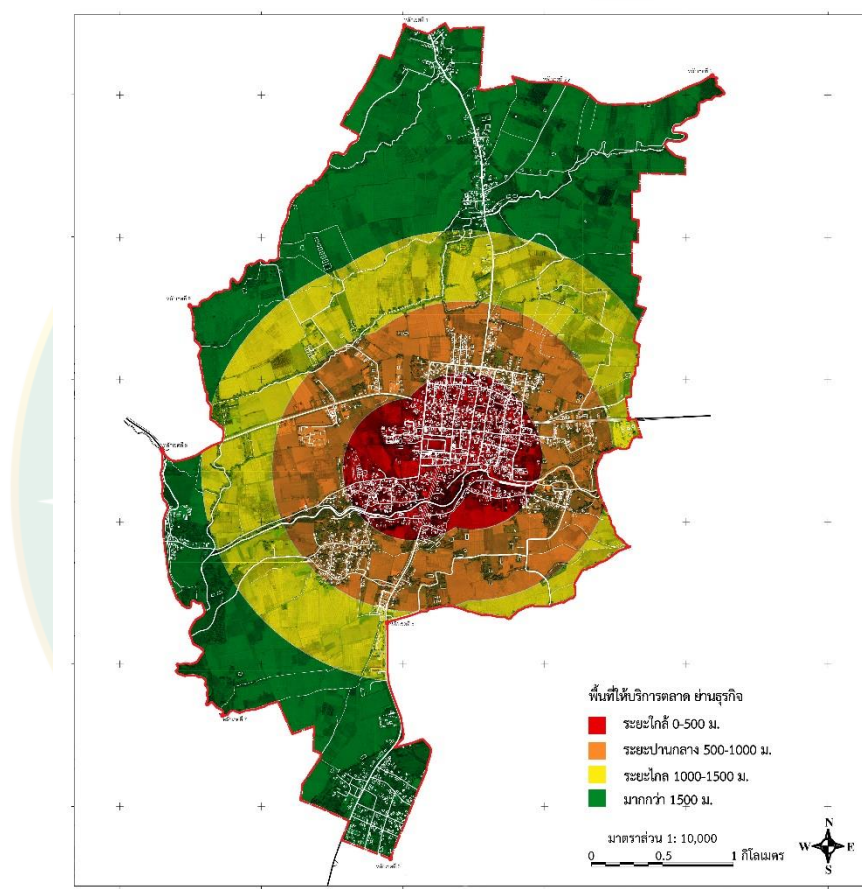 พื้นที่ให้บริการตลาด ย่านธุรกิจ
ระยะใกล้ 0-500 ม.
ระยะปานกลาง 500-1000 ม.
ระยะไกล 1000-1500 ม.
มากกว่า 1500 ม.
มาตราส่วน 1: 10,000
0 0.5 1 กิโลเมตร
N
W E
S